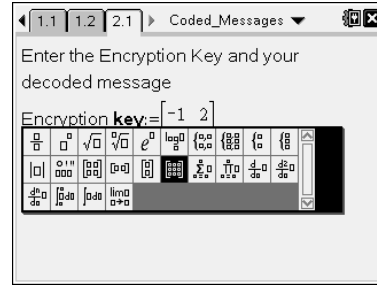 1.1 1.2 2.1 Coded_Messages
Enter the Encryption Key and your
decoded message
Encryption key:=[-1 2]